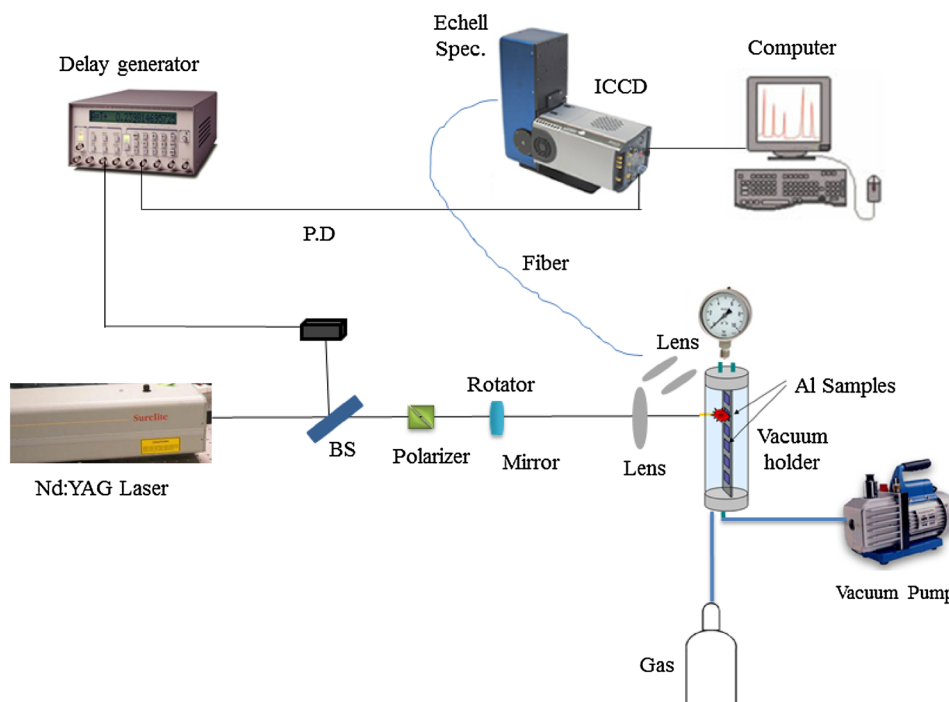 Echell
Spec.
Delay generator
ICCD
Computer
P.D
Fiber
Lens
Rotator
Al Samples
Surelite
BS
Polarizer
Mirror
Lens
Vacuum
holder
Nd:YAG Laser
Vacuum Pump
Gas